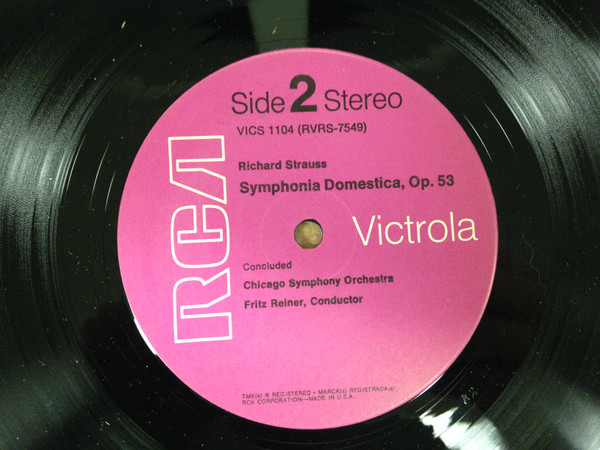 Side 2 Stereo
VICS 1104 (RVRS-7549)
Richard Strauss
Symphonia Domestica, Op. 53
RCA
Victrola
Concluded
Chicago Symphony Orchestra
Fritz Reiner, Conductor
TMK(s) ® REGISTERED • MARCA(s) REGISTRADA(s)
RCA CORPORATION—MADE IN U.S.A.